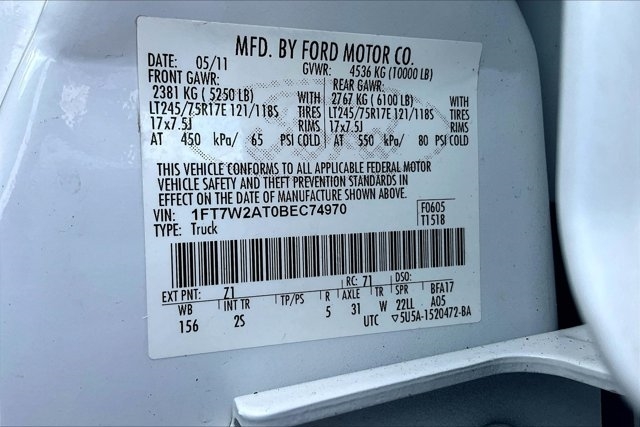 MFD. BY FORD MOTOR CO.
DATE: 05/11 GVWR: 4536 KG (10000 LB)
FRONT GAWR: REAR GAWR:
2381 KG ( 5250 LB) WITH 2767 KG ( 6100 LB) WITH
LT245/75R17E 121/118S TIRES LT245/75R17E 121/118S TIRES
17x7.5J RIMS 17x7.5J RIMS
AT 450 kPa/ 65 PSI COLD AT 550 kPa/ 80 PSI COLD
THIS VEHICLE CONFORMS TO ALL APPLICABLE FEDERAL MOTOR
VEHICLE SAFETY AND THEFT PREVENTION STANDARDS IN
EFFECT ON THE DATE OF MANUFACTURE SHOWN ABOVE.
VIN: 1FT7W2AT0BEC74970 F0605
TYPE: Truck T1518
EXT PNT: Z1 RC: 71 DSO:
WB INT TR TP/PS R AXLE TR SPR BFA17
156 2S 5 31 W 22LL A05
UTC ▽5U5A-1520472-BA